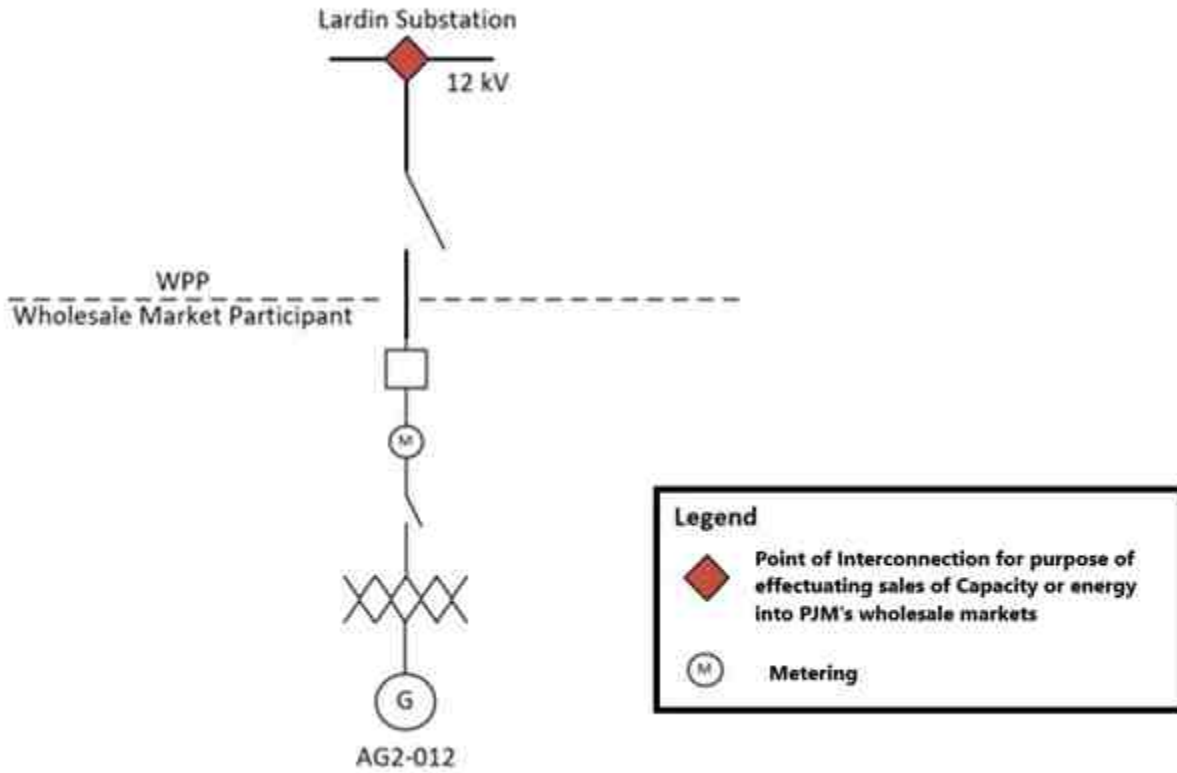 Lardin Substation
12 kV
WPP
Wholesale Market Participant
M
G
AG2-012
Legend
Point of Interconnection for purpose of
effectuating sales of Capacity or energy
into PJM's wholesale markets
M
Metering